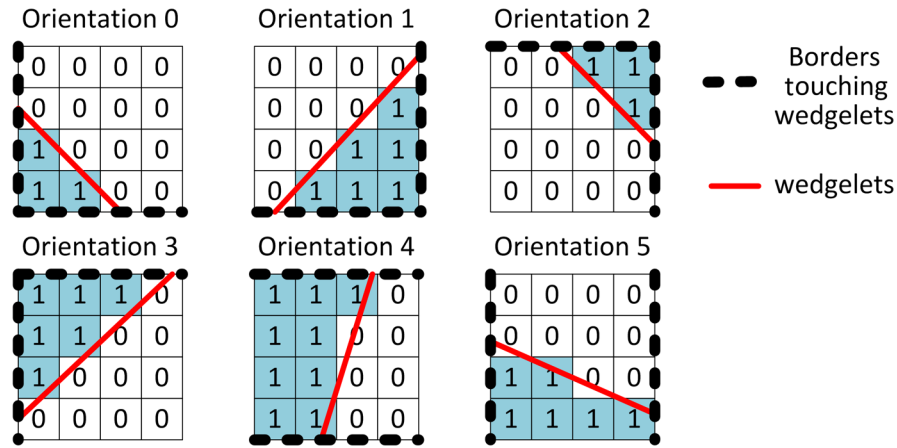 Orientation 0 Orientation 1 Orientation 2
0 0 0 0 0 0 0 0 0 0 1 1
0 0 0 0 0 0 0 1 0 0 0 1
1 0 0 0 0 0 1 1 0 0 0 0
1 1 0 0 0 1 1 1 0 0 0 0
Borders
touching
wedgelets
wedgelets
Orientation 3 Orientation 4 Orientation 5
1 1 1 0 1 1 1 0 0 0 0 0
1 1 0 0 1 1 0 0 0 0 0 0
1 0 0 0 1 1 0 0 1 1 0 0
0 0 0 0 1 1 0 0 1 1 1 1